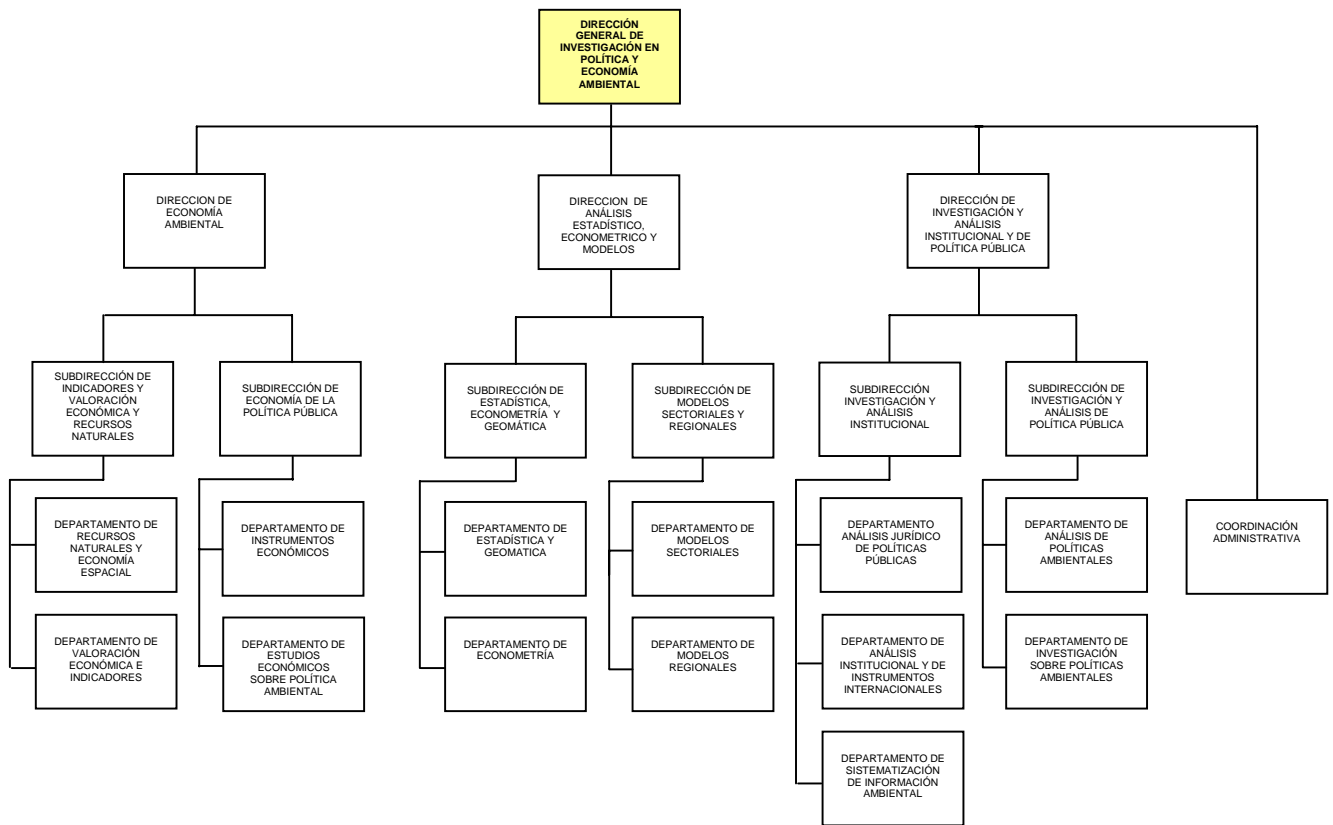 DIRECCIÓN
GENERAL DE
INVESTIGACIÓN EN
POLÍTICA Y
ECONOMÍA
AMBIENTAL
DIRECCION DE
ECONOMÍA
AMBIENTAL
DIRECCION DE
ANÁLISIS
ESTADÍSTICO,
ECONOMETRICO Y
MODELOS
DIRECCIÓN DE
INVESTIGACIÓN Y
ANÁLISIS
INSTITUCIONAL Y DE
POLÍTICA PÚBLICA
SUBDIRECCIÓN DE
INDICADORES Y
VALORACIÓN
ECONÓMICA Y
RECURSOS
NATURALES
SUBDIRECCIÓN DE
ECONOMÍA DE LA
POLÍTICA PÚBLICA
SUBDIRECCIÓN DE
ESTADÍSTICA,
ECONOMETRÍA Y
GEOMÁTICA
SUBDIRECCIÓN DE
MODELOS
SECTORIALES Y
REGIONALES
SUBDIRECCIÓN
INVESTIGACIÓN Y
ANÁLISIS
INSTITUCIONAL
SUBDIRECCIÓN DE
INVESTIGACIÓN Y
ANÁLISIS DE
POLÍTICA PÚBLICA
DEPARTAMENTO DE
RECURSOS
NATURALES Y
ECONOMÍA
ESPACIAL
DEPARTAMENTO DE
INSTRUMENTOS
ECONÓMICOS
DEPARTAMENTO DE
ESTADÍSTICA Y
GEOMATICA
DEPARTAMENTO DE
MODELOS
SECTORIALES
DEPARTAMENTO
ANÁLISIS JURÍDICO
DE POLÍTICAS
PÚBLICAS
DEPARTAMENTO DE
ANÁLISIS DE
POLÍTICAS
AMBIENTALES
COORDINACIÓN
ADMINISTRATIVA
DEPARTAMENTO DE
VALORACIÓN
ECONÓMICA E
INDICADORES
DEPARTAMENTO DE
ESTUDIOS
ECONÓMICOS
SOBRE POLÍTICA
AMBIENTAL
DEPARTAMENTO DE
ECONOMETRÍA
DEPARTAMENTO DE
MODELOS
REGIONALES
DEPARTAMENTO DE
ANÁLISIS
INSTITUCIONAL Y DE
INSTRUMENTOS
INTERNACIONALES
DEPARTAMENTO DE
INVESTIGACIÓN
SOBRE POLÍTICAS
AMBIENTALES
DEPARTAMENTO DE
SISTEMATIZACIÓN
DE INFORMACIÓN
AMBIENTAL